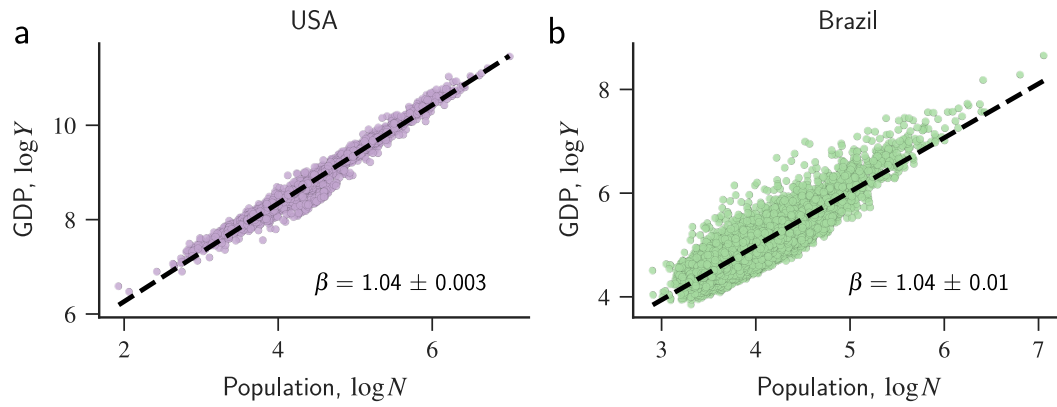 a
USA
GDP, log Y
10
8
6
β = 1.04 ± 0.003
2 4 6
Population, log N
b
Brazil
GDP, log Y
8
6
4
β = 1.04 ± 0.01
3 4 5 6 7
Population, log N